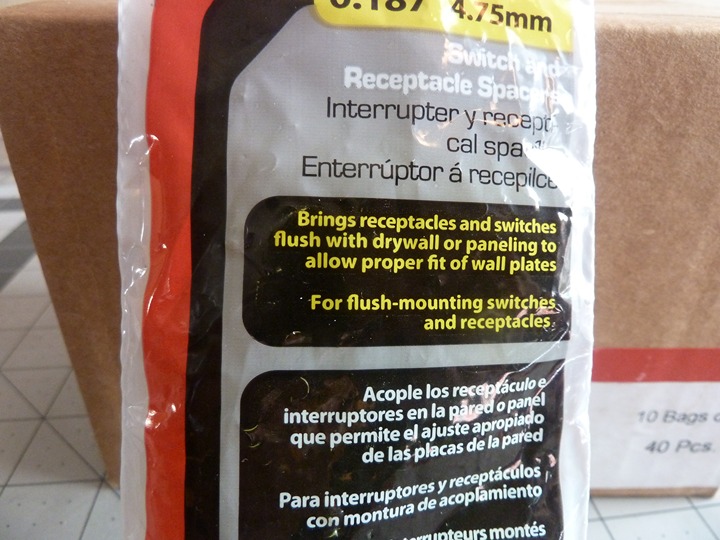 0.187" 4.75mm
Switch and
Receptacle Spacers
Interrupter y recept-
cal spa
Enterrúptor á recepilce
Brings receptacles and switches
flush with drywall or paneling to
allow proper fit of wall plates
For flush-mounting switches
and receptacles.
Acople los receptáculo e
interruptores en la pared o panel
que permite el ajuste apropiado
de las placas de la pared
Para interruptores y receptáculos
con montura de acoplamiento
terrupteurs montés
10 Bags
40 Pcs.